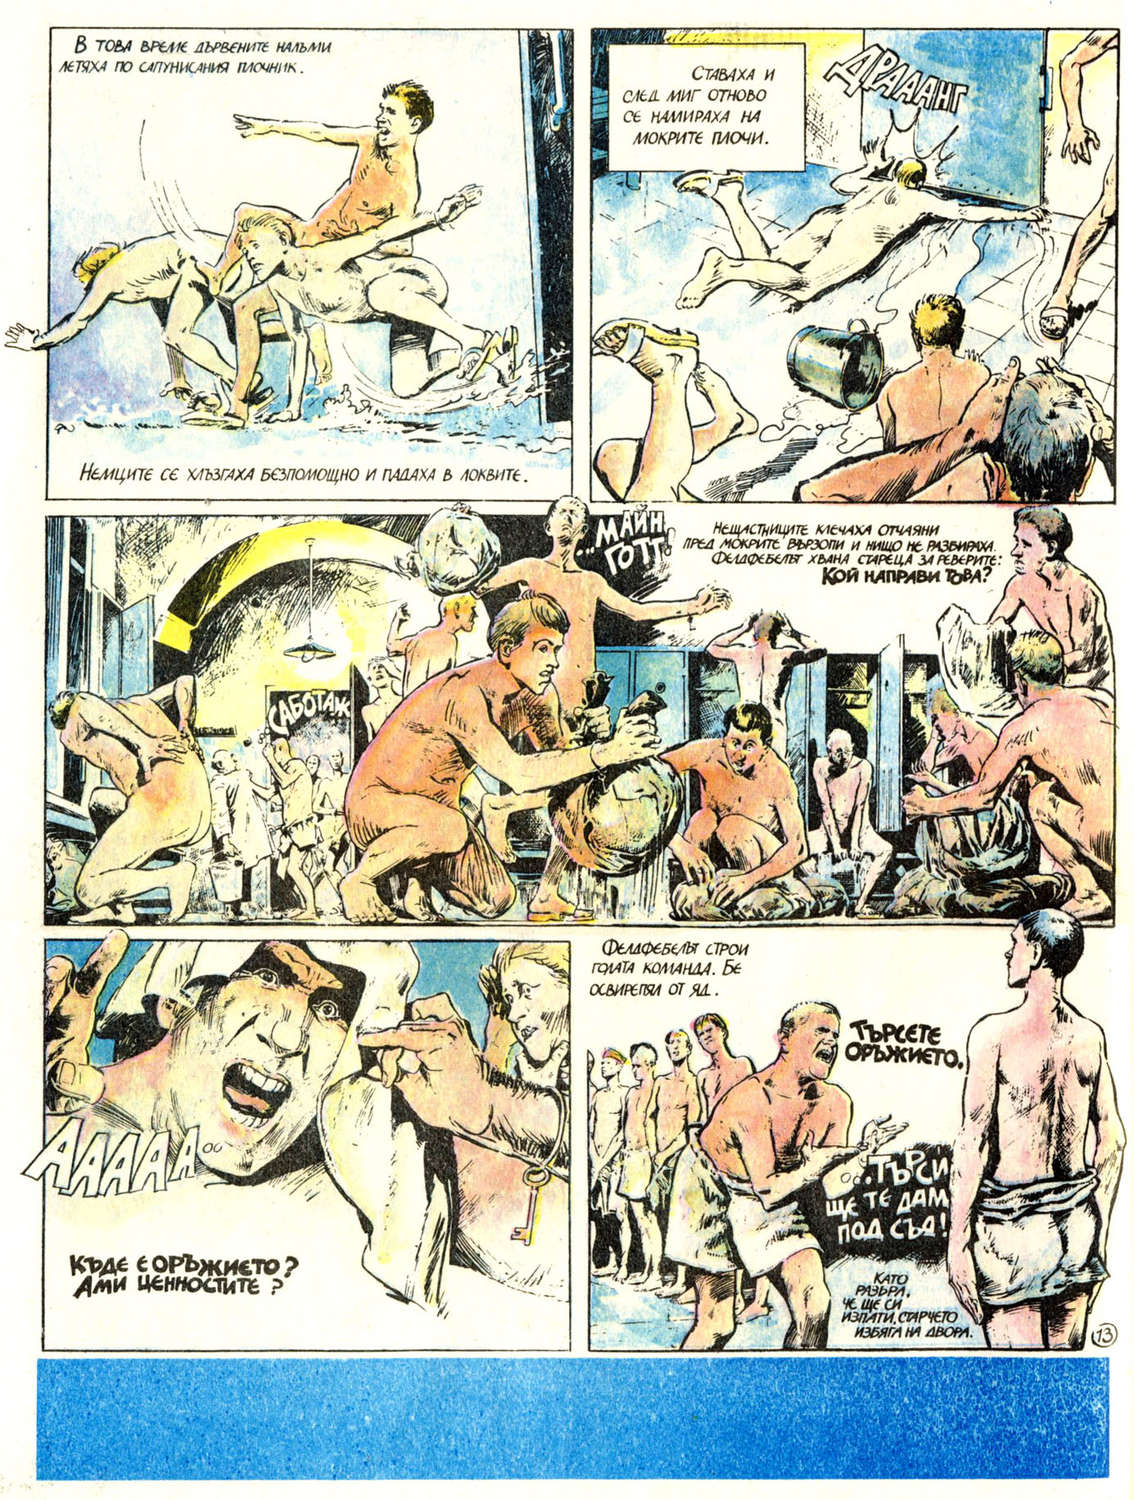 В ТОВА ВРЕМЕ ДЪРВЕНИТЕ НАЛЪМИ
ЛЕТЯХА ПО САПУНИСАНИЯ ПЛОЧНИК.
НЕМЦИТЕ СЕ ХЛЪЗГАХА БЕЗПОМОЩНО И ПАДАХА В ЛОКВИТЕ.
СТАВАХА И
СЛЕД МИГ ОТНОВО
СЕ НАМИРАХА НА
МОКРИТЕ ПЛОЧИ.
ДРАААНГ
...МАЙН
ГОТТ!
НЕЩАСТНИЦИТЕ КЛЕЧАХА ОТЧАЯНИ
ПРЕД МОКРИТЕ ВЪРЗОПИ И НИЩО НЕ РАЗБИРАХА.
ФЕЛДФЕБЕЛЪТ ХВАНА СТАРЕЦА ЗА РЕВЕРИТЕ:
КОЙ НАПРАВИ ТОВА?
САБОТАЖ
ААААА...
КЪДЕ Е ОРЪЖИЕТО?
АМИ ЦЕННОСТИТЕ?
ФЕЛДФЕБЕЛЪТ СТРОИ
ГОЛАТА КОМАНДА. БЕ
ОСВИРЕПЯЛ ОТ ЯД.
ТЪРСЕТЕ
ОРЪЖИЕТО.
...ТЪРСИ
ЩЕ ТЕ ДАМ
ПОД СЪД!
КАТО
РАЗБРА,
ЧЕ ЩЕ СИ
ИЗПАТИ, СТАРЧЕТО
ИЗБЯГА НА ДВОРА.
13